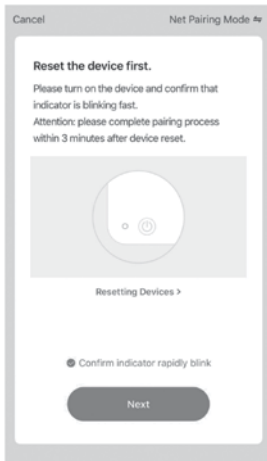 Cancel
Net Pairing Mode
Reset the device first.
Please turn on the device and confirm that
indicator is blinking fast.
Attention: please complete pairing process
within 3 minutes after device reset.
Resetting Devices >
Confirm indicator rapidly blink
Next